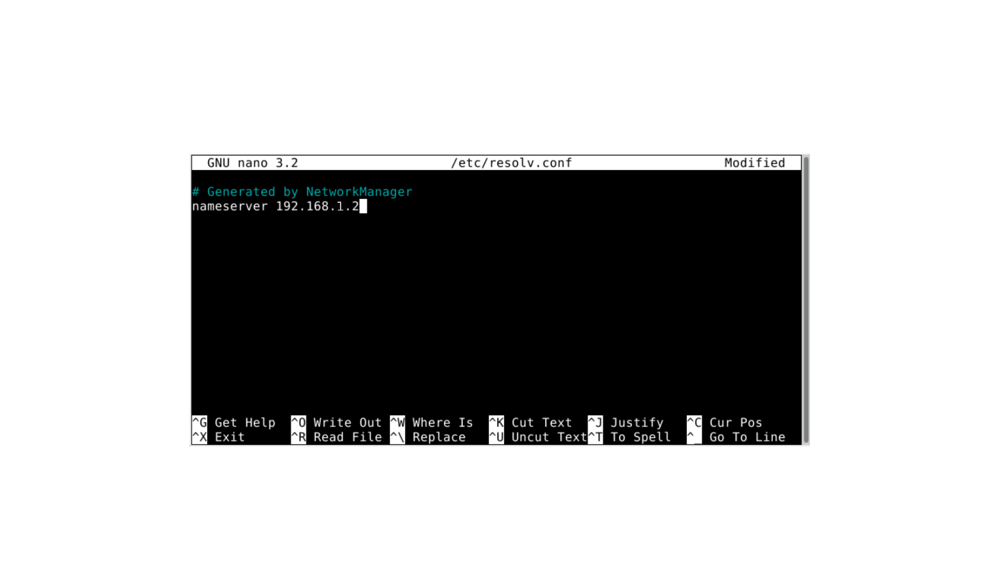 GNU nano 3.2 /etc/resolv.conf Modified
# Generated by NetworkManager
nameserver 192.168.1.2
^G Get Help ^O Write Out ^W Where Is ^K Cut Text ^J Justify ^C Cur Pos
^X Exit ^R Read File ^\ Replace ^U Uncut Text ^T To Spell ^_ Go To Line